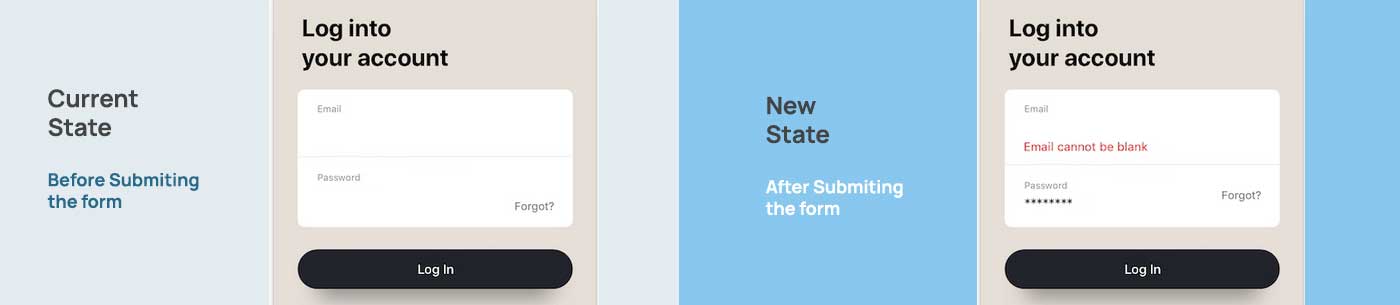 Current
State
Before Submiting
the form
Log into
your account
Email
Password
Forgot?
Log In
New
State
After Submiting
the form
Log into
your account
Email
Email cannot be blank
Password
********
Forgot?
Log In